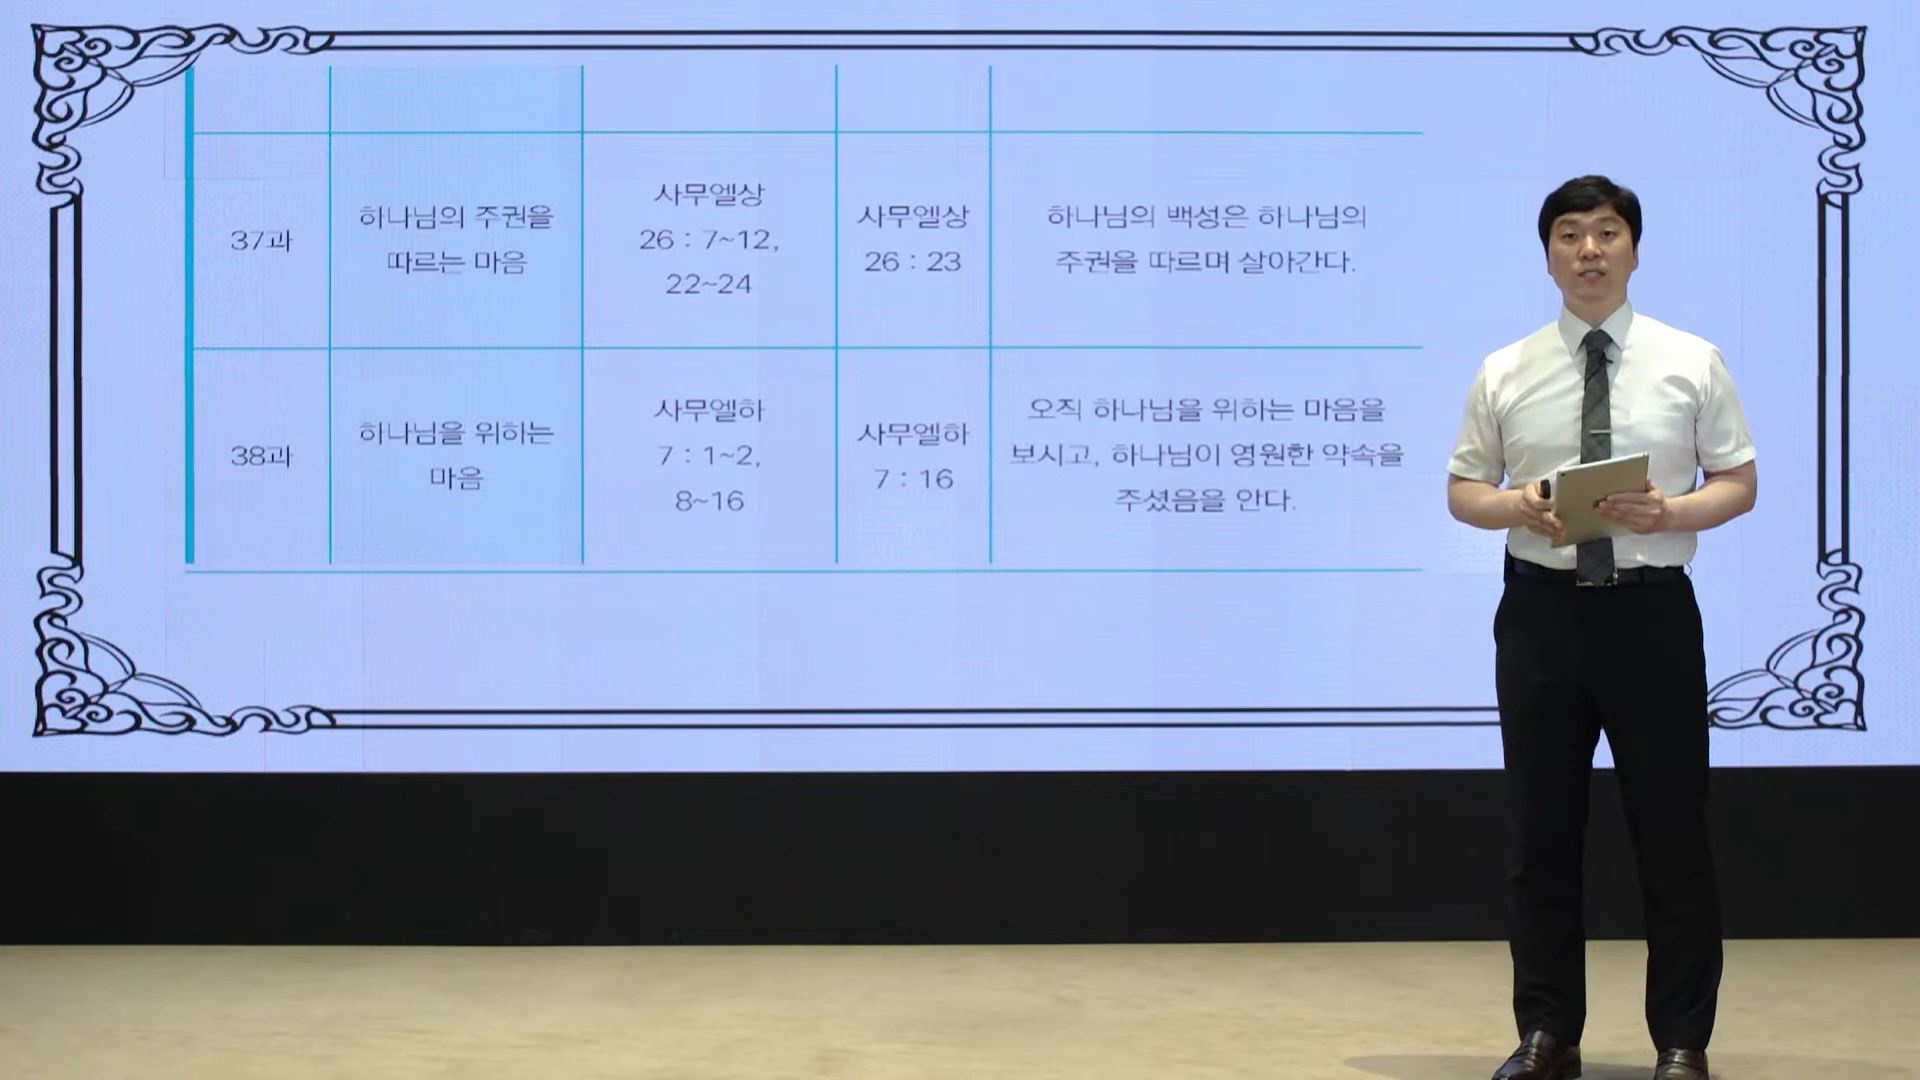 37과
하나님의 주권을
따르는 마음
사무엘상
26 : 7~12,
22~24
사무엘상
26 : 23
하나님의 백성은 하나님의
주권을 따르며 살아간다.
38과
하나님을 위하는
마음
사무엘하
7 : 1~2,
8~16
사무엘하
7 : 16
오직 하나님을 위하는 마음을
보시고, 하나님이 영원한 약속을
주셨음을 안다.